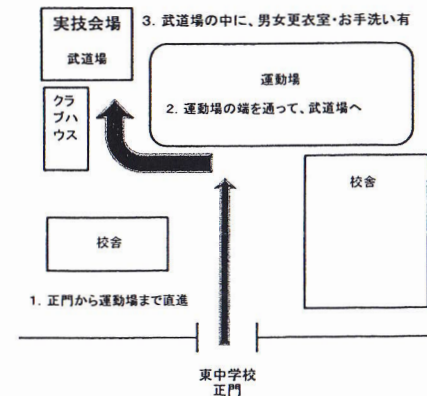 実技会場
武道場
3. 武道場の中に、男女更衣室・お手洗い有
運動場
2. 運動場の端を通って、武道場へ
クラ
ブハ
ウス
校舎
校舎
1. 正門から運動場まで直進
東中学校
正門